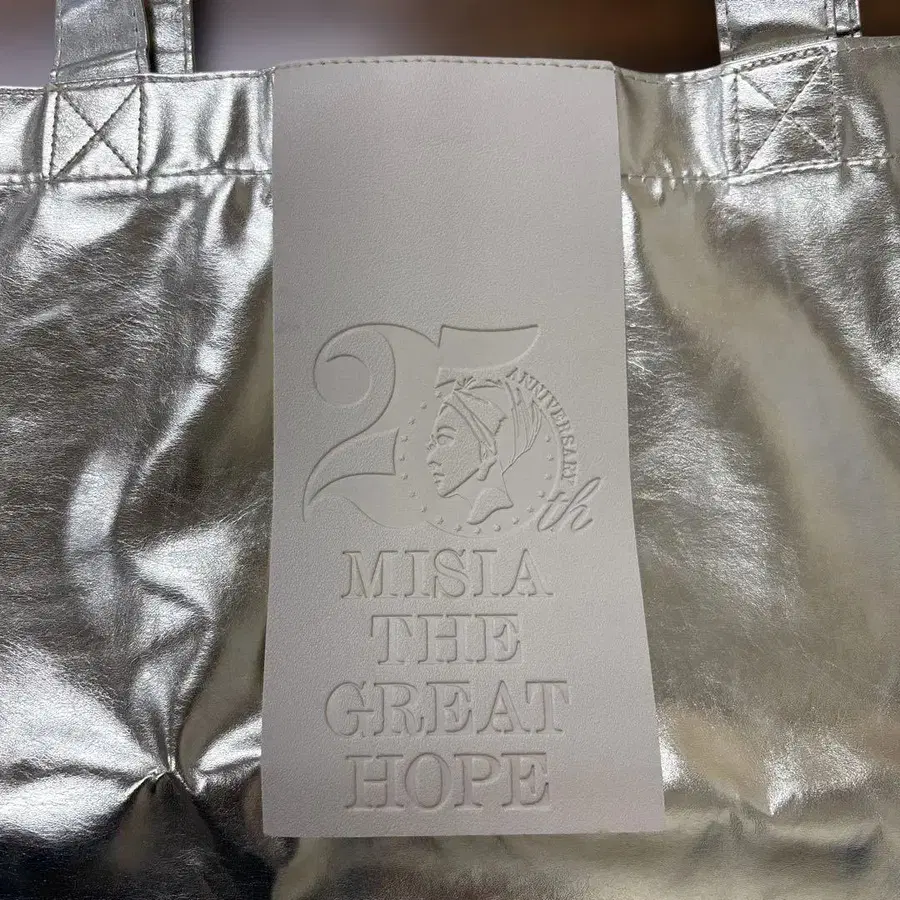 25th
ANNIVERSARY
MISIA
THE
GREAT
HOPE